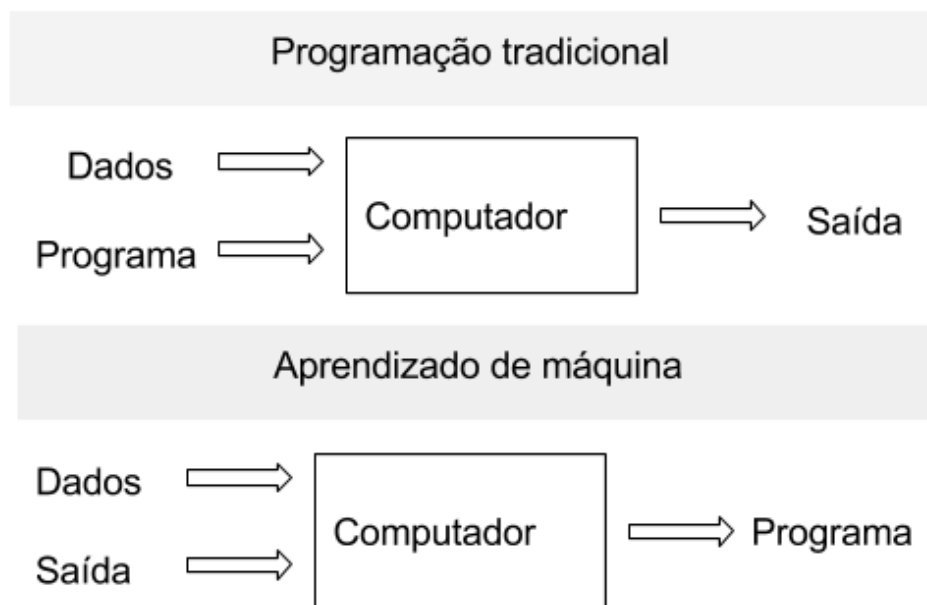 Programação tradicional
Dados
Programa
Computador
Saída
Aprendizado de máquina
Dados
Saída
Computador
Programa